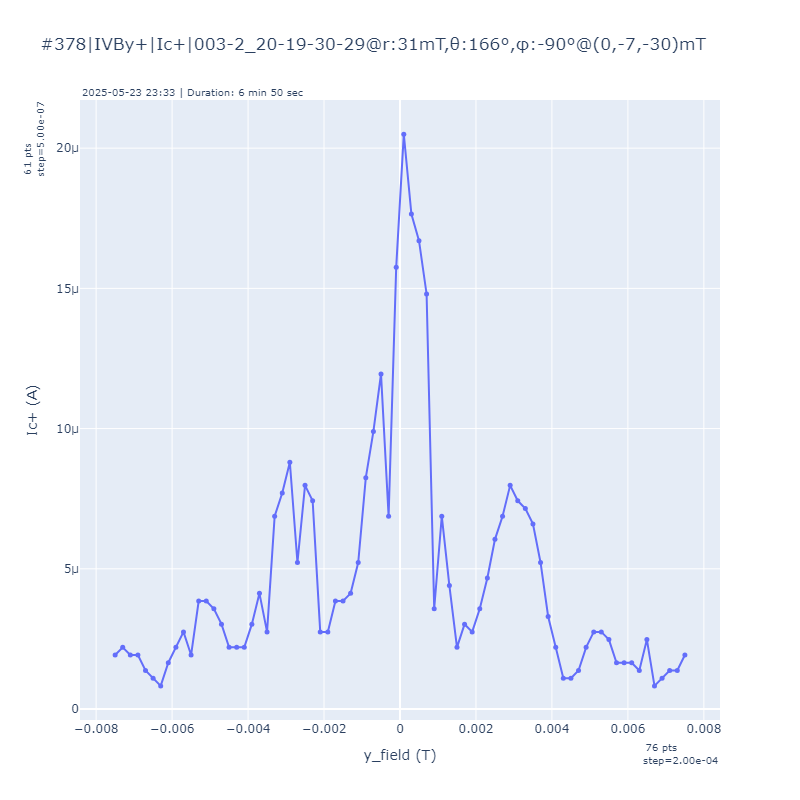 #378|IVBy+|Ic+|003-2_20-19-30-29@r:31mT,θ:166°,φ:-90°@(0,-7,-30)mT
2025-05-23 23:33 | Duration: 6 min 50 sec
61 pts
step=5.00e-07
20μ
15μ
10μ
5μ
0
Ic+ (A)
−0.008
−0.006
−0.004
−0.002
0
0.002
0.004
0.006
0.008
y_field (T)
76 pts
step=2.00e-04